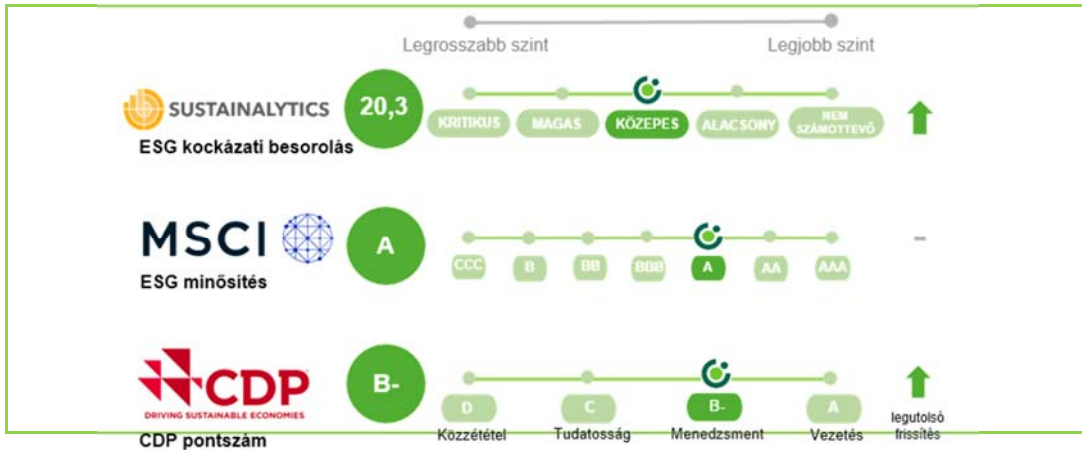 Legrosszabb szint
Legjobb szint
SUSTAINALYTICS
ESG kockázati besorolás
20,3
KRITIKUS
MAGAS
KÖZEPES
ALACSONY
NEM
SZÁMOTTEVŐ
MSCI
ESG minősítés
A
CCC
B
BB
BBB
A
AA
AAA
–
CDP
DRIVING SUSTAINABLE ECONOMIES
CDP pontszám
B-
D
C
B-
A
Közzététel
Tudatosság
Menedzsment
Vezetés
legutolsó
frissítés